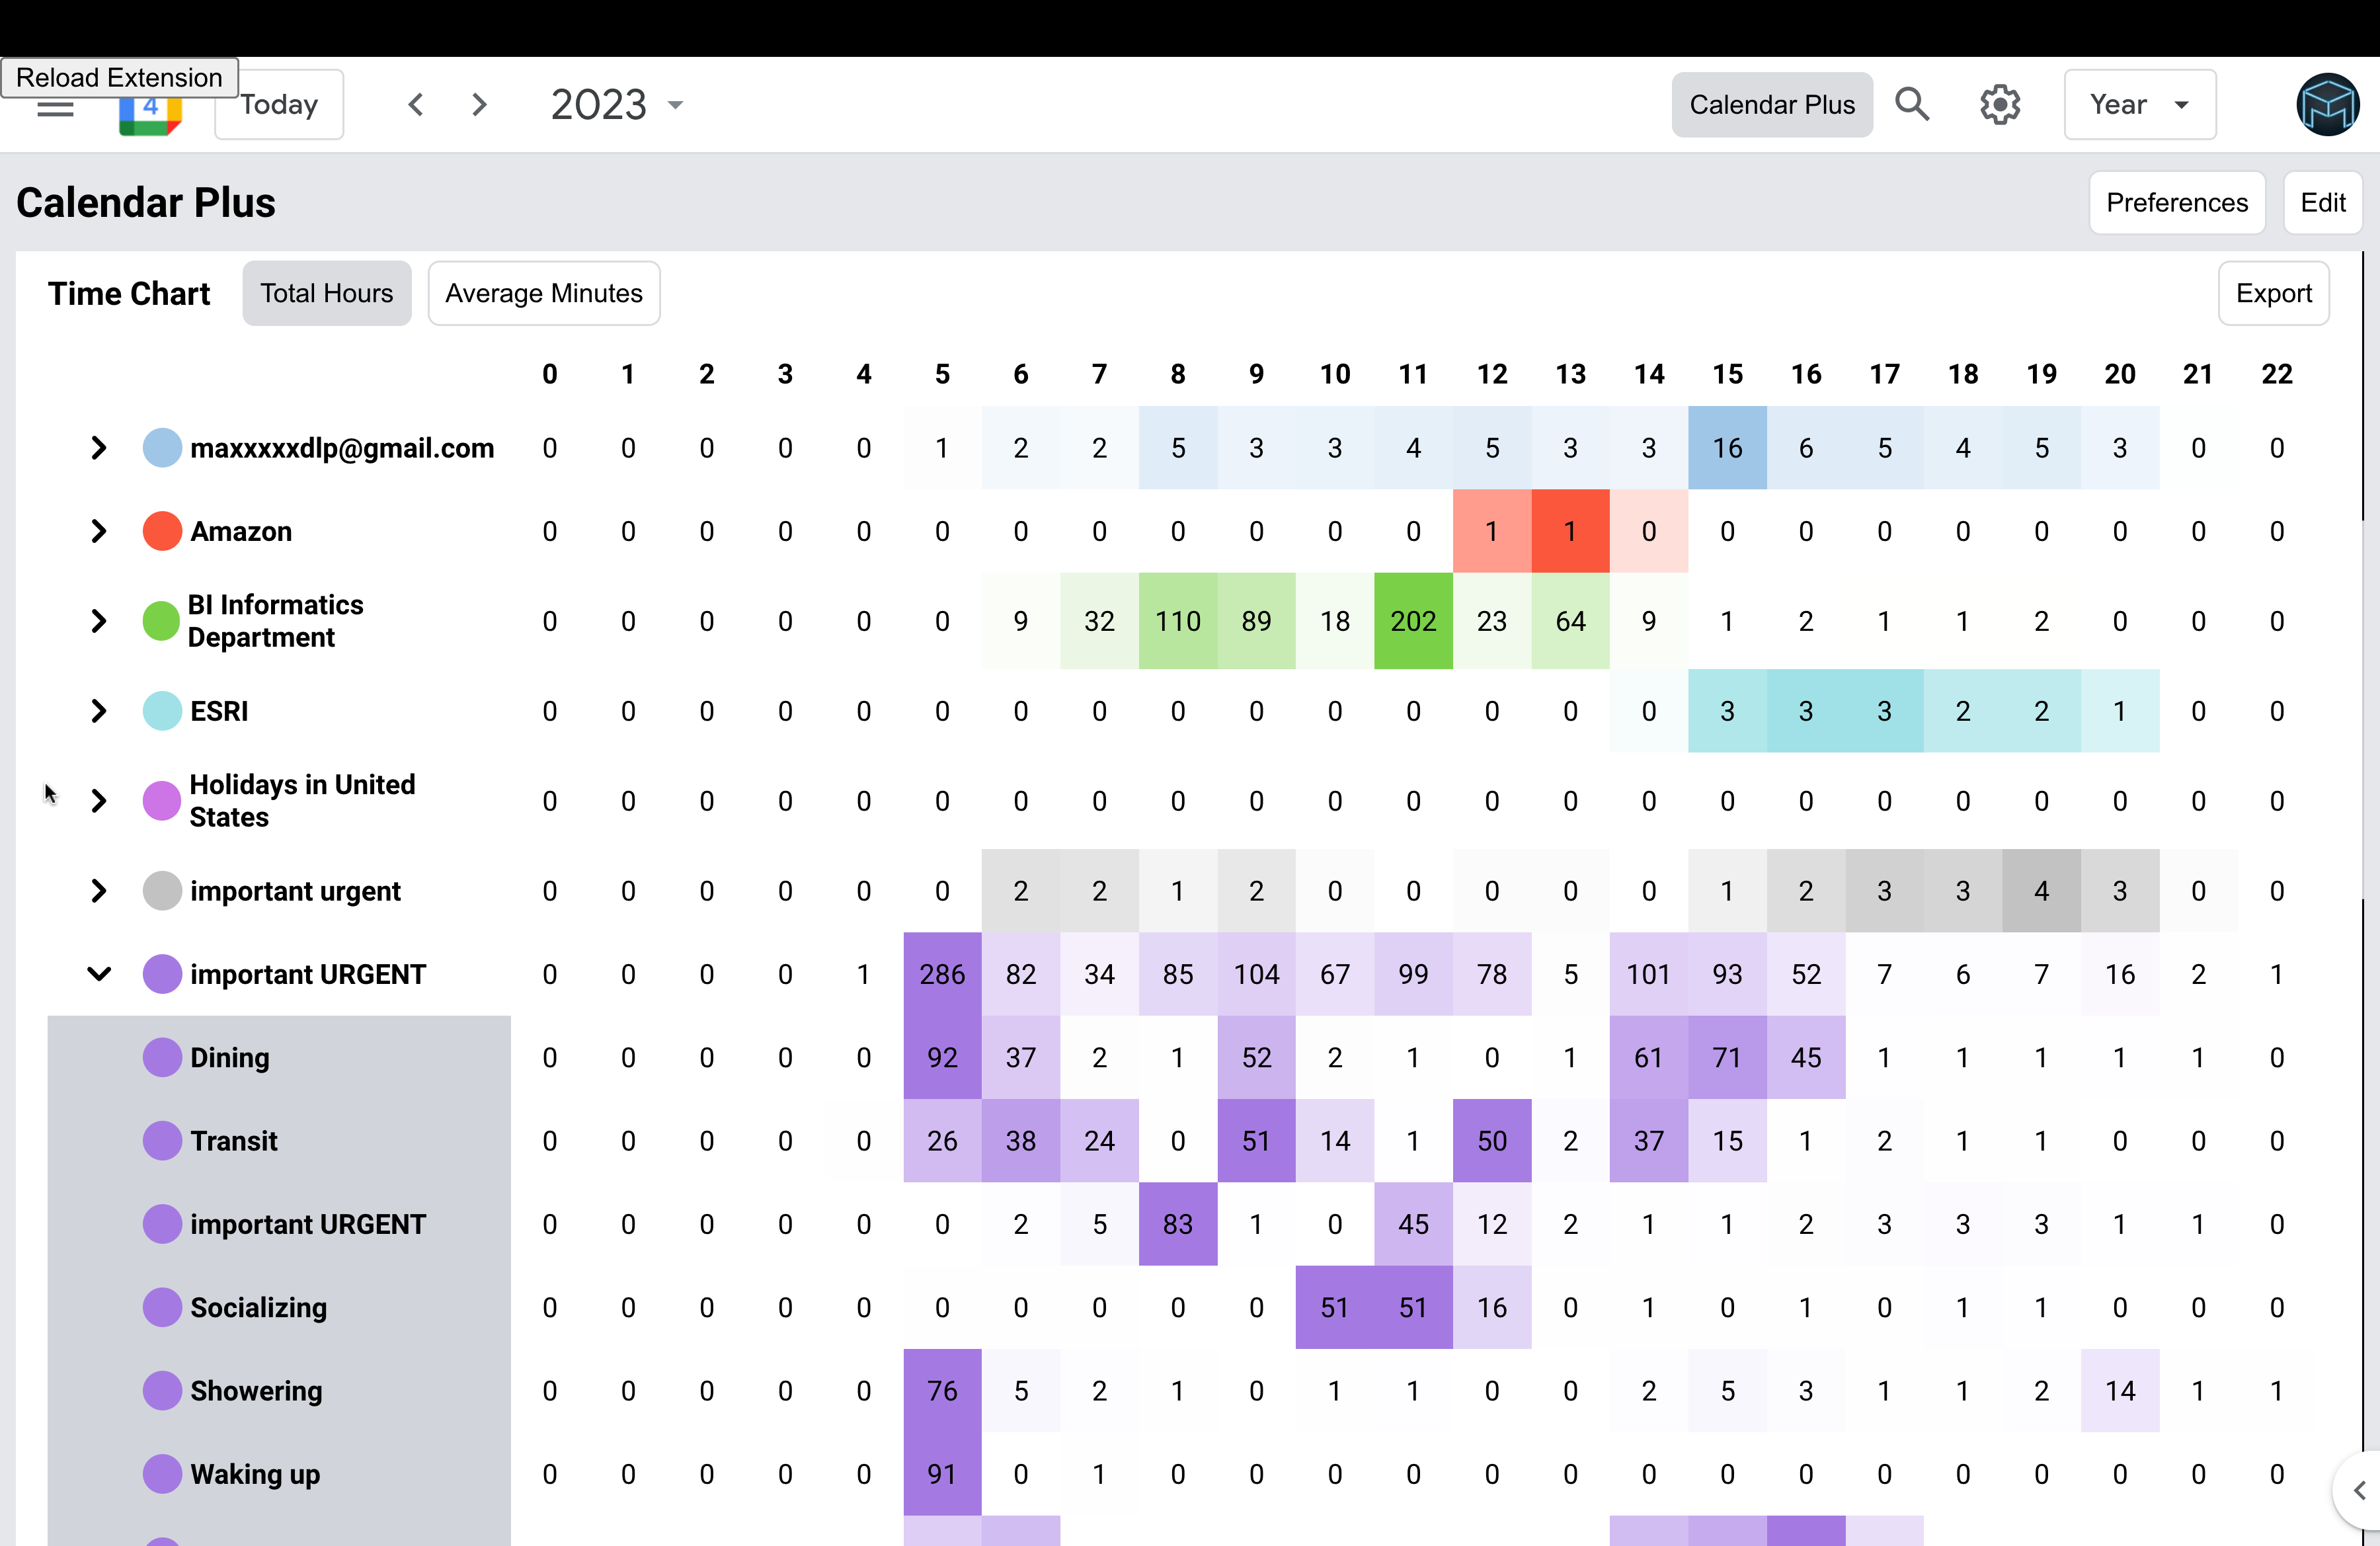 Reload Extension
4
Today
2023
Calendar Plus
Year
Calendar Plus
Preferences
Edit
Time Chart
Total Hours
Average Minutes
Export
0 1 2 3 4 5 6 7 8 9 10 11 12 13 14 15 16 17 18 19 20 21 22
maxxxxxdlp@gmail.com 0 0 0 0 0 1 2 2 5 3 3 4 5 3 3 16 6 5 4 5 3 0 0
Amazon 0 0 0 0 0 0 0 0 0 0 0 0 1 1 0 0 0 0 0 0 0 0 0
BI Informatics
Department 0 0 0 0 0 0 9 32 110 89 18 202 23 64 9 1 2 1 1 2 0 0 0
ESRI 0 0 0 0 0 0 0 0 0 0 0 0 0 0 0 3 3 3 2 2 1 0 0
Holidays in United
States 0 0 0 0 0 0 0 0 0 0 0 0 0 0 0 0 0 0 0 0 0 0 0
important urgent 0 0 0 0 0 0 2 2 1 2 0 0 0 0 0 1 2 3 3 4 3 0 0
important URGENT 0 0 0 0 1 286 82 34 85 104 67 99 78 5 101 93 52 7 6 7 16 2 1
Dining 0 0 0 0 0 92 37 2 1 52 2 1 0 1 61 71 45 1 1 1 1 1 0
Transit 0 0 0 0 0 26 38 24 0 51 14 1 50 2 37 15 1 2 1 1 0 0 0
important URGENT 0 0 0 0 0 0 2 5 83 1 0 45 12 2 1 1 2 3 3 3 1 1 0
Socializing 0 0 0 0 0 0 0 0 0 0 51 51 16 0 1 0 1 0 1 1 0 0 0
Showering 0 0 0 0 0 76 5 2 1 0 1 1 0 0 2 5 3 1 1 2 14 1 1
Waking up 0 0 0 0 0 91 0 1 0 0 0 0 0 0 0 0 0 0 0 0 0 0 0